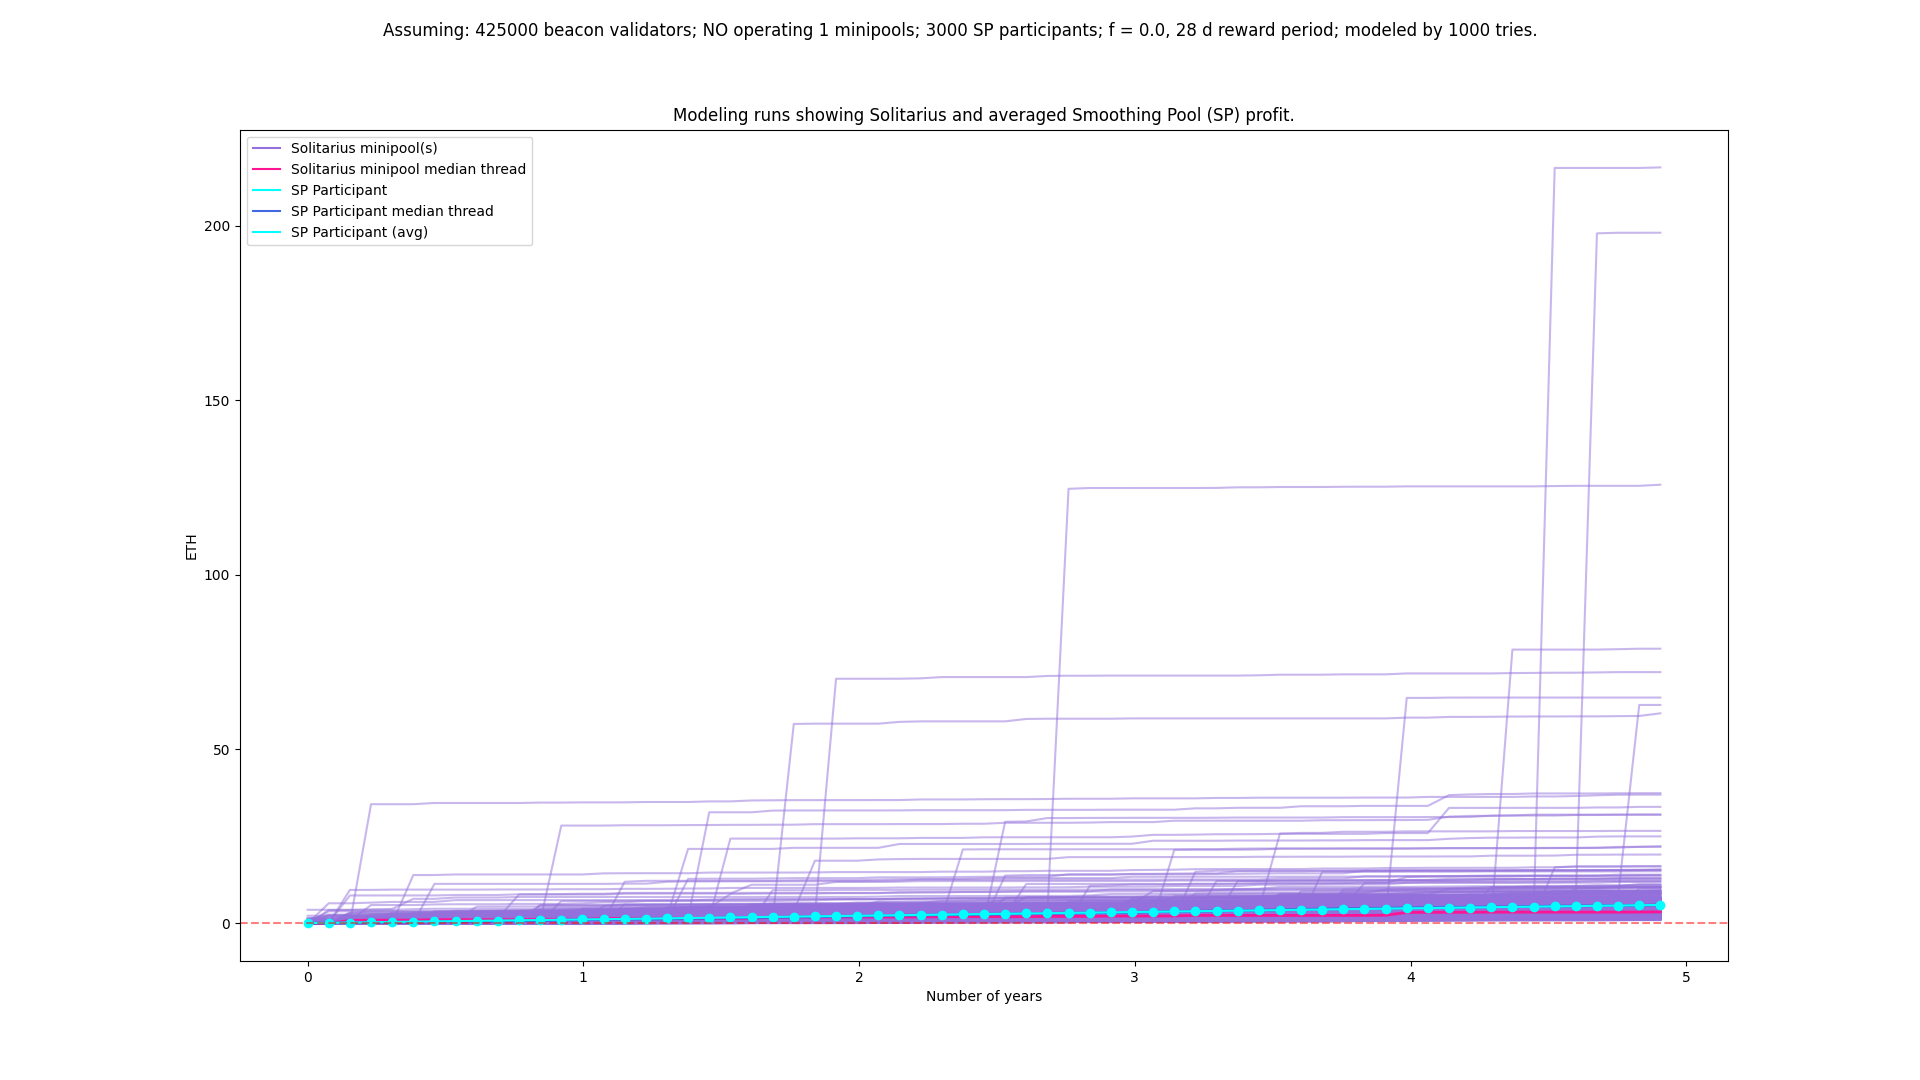 Assuming: 425000 beacon validators; NO operating 1 minipools; 3000 SP participants; f = 0.0, 28 d reward period; modeled by 1000 tries.
Modeling runs showing Solitarius and averaged Smoothing Pool (SP) profit.
Solitarius minipool(s)
Solitarius minipool median thread
SP Participant
SP Participant median thread
SP Participant (avg)
200
150
100
50
0
ETH
0 1 2 3 4 5
Number of years